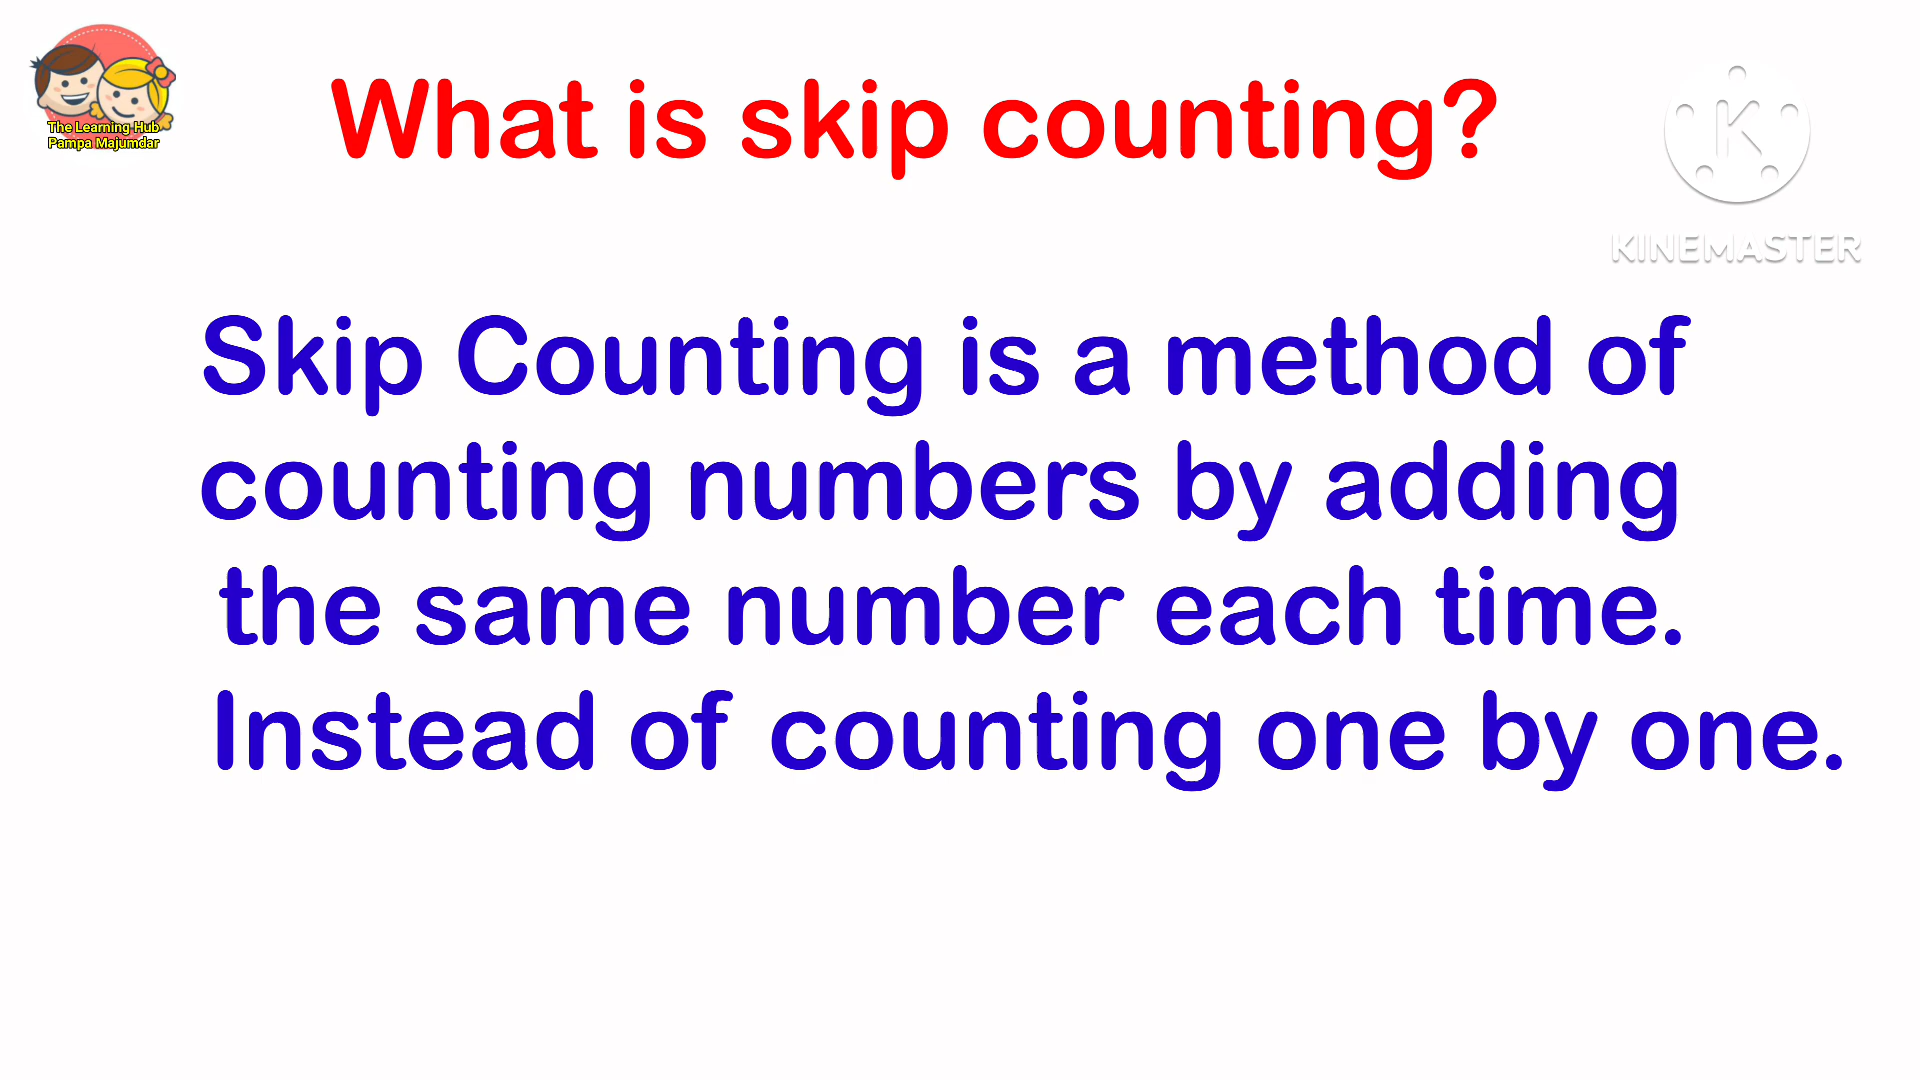 The Learning Hub
Pampa Majumdar
What is skip counting?
KINEMASTER
Skip Counting is a method of
counting numbers by adding
the same number each time.
Instead of counting one by one.